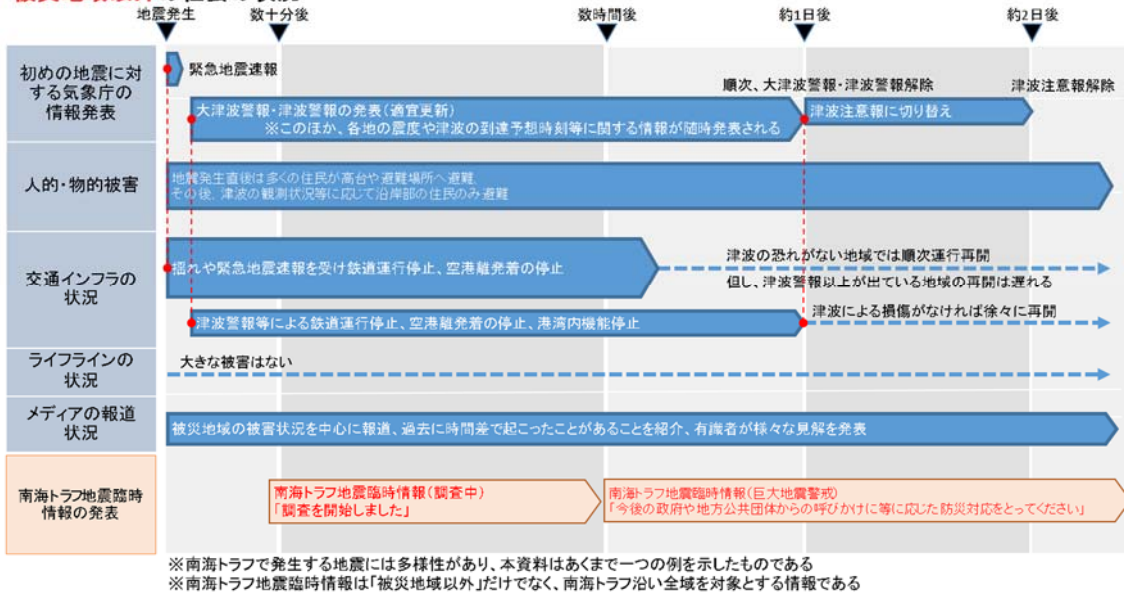 地震発生
数十分後
数時間後
約1日後
約2日後
初めの地震に対
する気象庁の
情報発表
緊急地震速報
大津波警報・津波警報の発表(適宜更新)
※このほか、各地の震度や津波の到達予想時刻等に関する情報が随時発表される
順次、大津波警報・津波警報解除
津波注意報に切り替え
津波注意報解除
人的・物的被害
地震発生直後は多くの住民が高台や避難場所へ避難
その後、津波の観測状況等に応じて沿岸部の住民のみ避難
交通インフラの
状況
揺れや緊急地震速報を受け鉄道運行停止、空港離発着の停止
津波の恐れがない地域では順次運行再開
但し、津波警報以上が出ている地域の再開は遅れる
津波警報等による鉄道運行停止、空港離発着の停止、港湾内機能停止
津波による損傷がなければ徐々に再開
ライフラインの
状況
大きな被害はない
メディアの報道
状況
被災地域の被害状況を中心に報道、過去に時間差で起こったことがあることを紹介、有識者が様々な見解を発表
南海トラフ地震臨時
情報の発表
南海トラフ地震臨時情報(調査中)
「調査を開始しました」
南海トラフ地震臨時情報(巨大地震警戒)
「今後の政府や地方公共団体からの呼びかけに等に応じた防災対応をとってください」
※南海トラフで発生する地震には多様性があり、本資料はあくまで一つの例を示したものである
※南海トラフ地震臨時情報は「被災地域以外」だけでなく、南海トラフ沿い全域を対象とする情報である